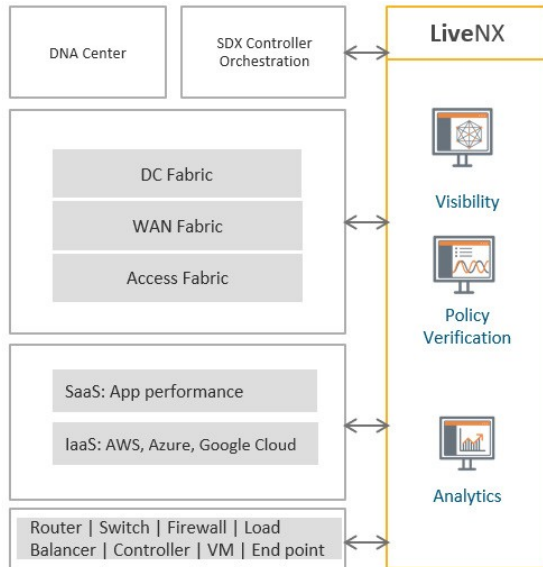 DNA Center
SDX Controller
Orchestration
LiveNX
DC Fabric
WAN Fabric
Access Fabric
Visibility
Policy
Verification
SaaS: App performance
IaaS: AWS, Azure, Google Cloud
Analytics
Router | Switch | Firewall | Load
Balancer | Controller | VM | End point